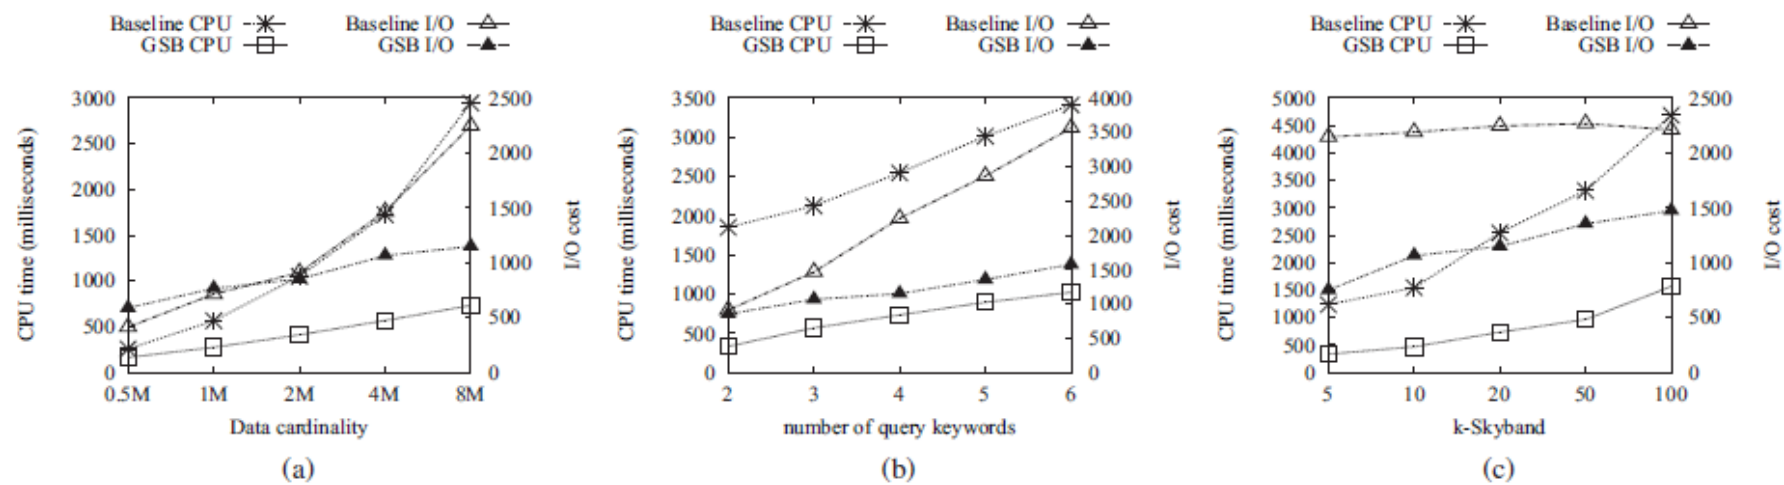 Baseline CPU
GSB CPU
Baseline I/O
GSB I/O
3000
2500
2000
1500
1000
500
0
CPU time (milliseconds)
2500
2000
1500
1000
500
0
I/O cost
0.5M 1M 2M 4M 8M
Data cardinality
(a)
Baseline CPU
GSB CPU
Baseline I/O
GSB I/O
3500
3000
2500
2000
1500
1000
500
0
CPU time (milliseconds)
4000
3500
3000
2500
2000
1500
1000
500
0
I/O cost
2 3 4 5 6
number of query keywords
(b)
Baseline CPU
GSB CPU
Baseline I/O
GSB I/O
5000
4500
4000
3500
3000
2500
2000
1500
1000
500
0
CPU time (milliseconds)
2500
2000
1500
1000
500
0
I/O cost
5 10 20 50 100
k-Skyband
(c)